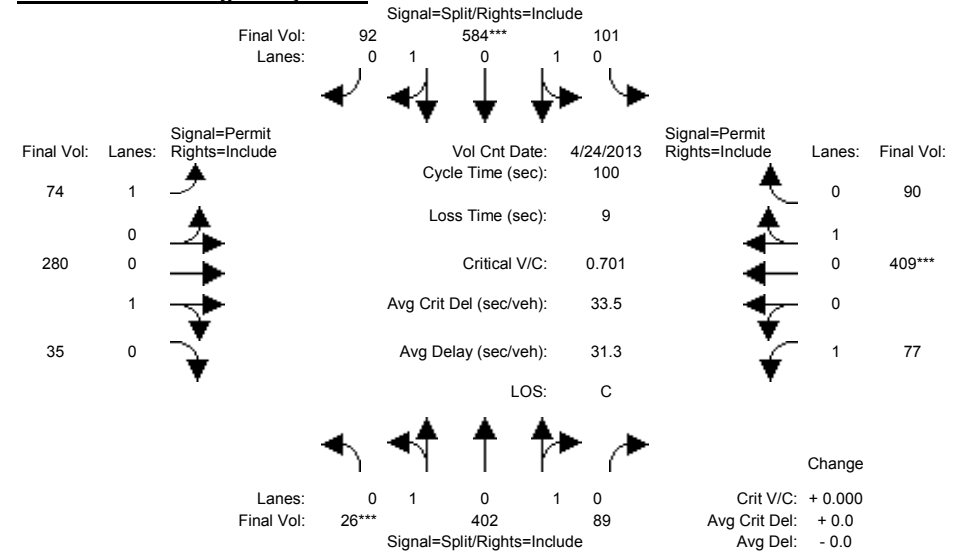 Signal=Split/Rights=Include
Final Vol: 92 584*** 101
Lanes: 0 1 0 1 0
Signal=Permit Signal=Permit
Final Vol: Lanes: Rights=Include Vol Cnt Date: 4/24/2013 Rights=Include Lanes: Final Vol:
Cycle Time (sec): 100
74 1 0 90
Loss Time (sec): 9
0 1
280 0 Critical V/C: 0.701 0 409***
1 Avg Crit Del (sec/veh): 33.5 0
35 0 Avg Delay (sec/veh): 31.3 1 77
LOS: C
Change
Lanes: 0 1 0 1 0 Crit V/C: + 0.000
Final Vol: 26*** 402 89 Avg Crit Del: + 0.0
Signal=Split/Rights=Include Avg Del: - 0.0